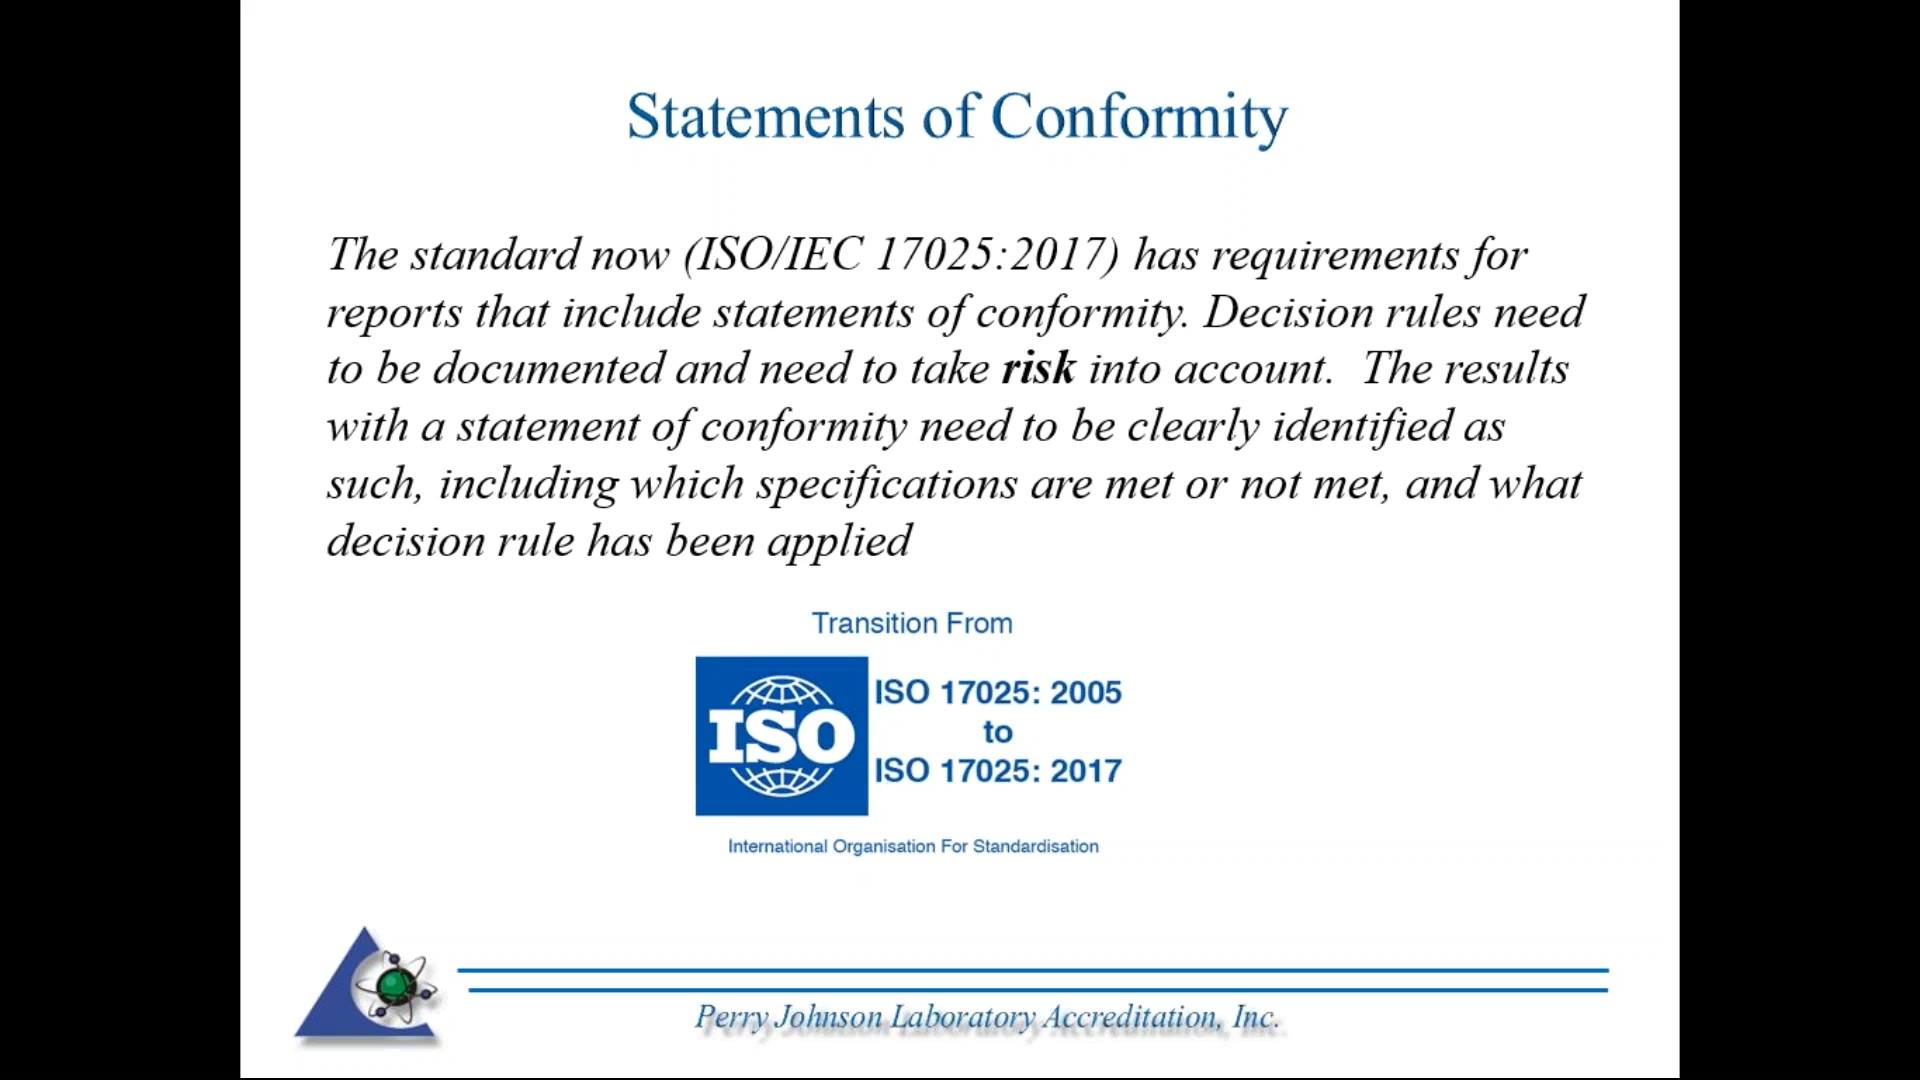 Statements of Conformity
The standard now (ISO/IEC 17025:2017) has requirements for
reports that include statements of conformity. Decision rules need
to be documented and need to take risk into account.  The results
with a statement of conformity need to be clearly identified as
such, including which specifications are met or not met, and what
decision rule has been applied
Transition From
ISO
ISO 17025: 2005
to
ISO 17025: 2017
International Organisation For Standardisation
Perry Johnson Laboratory Accreditation, Inc.